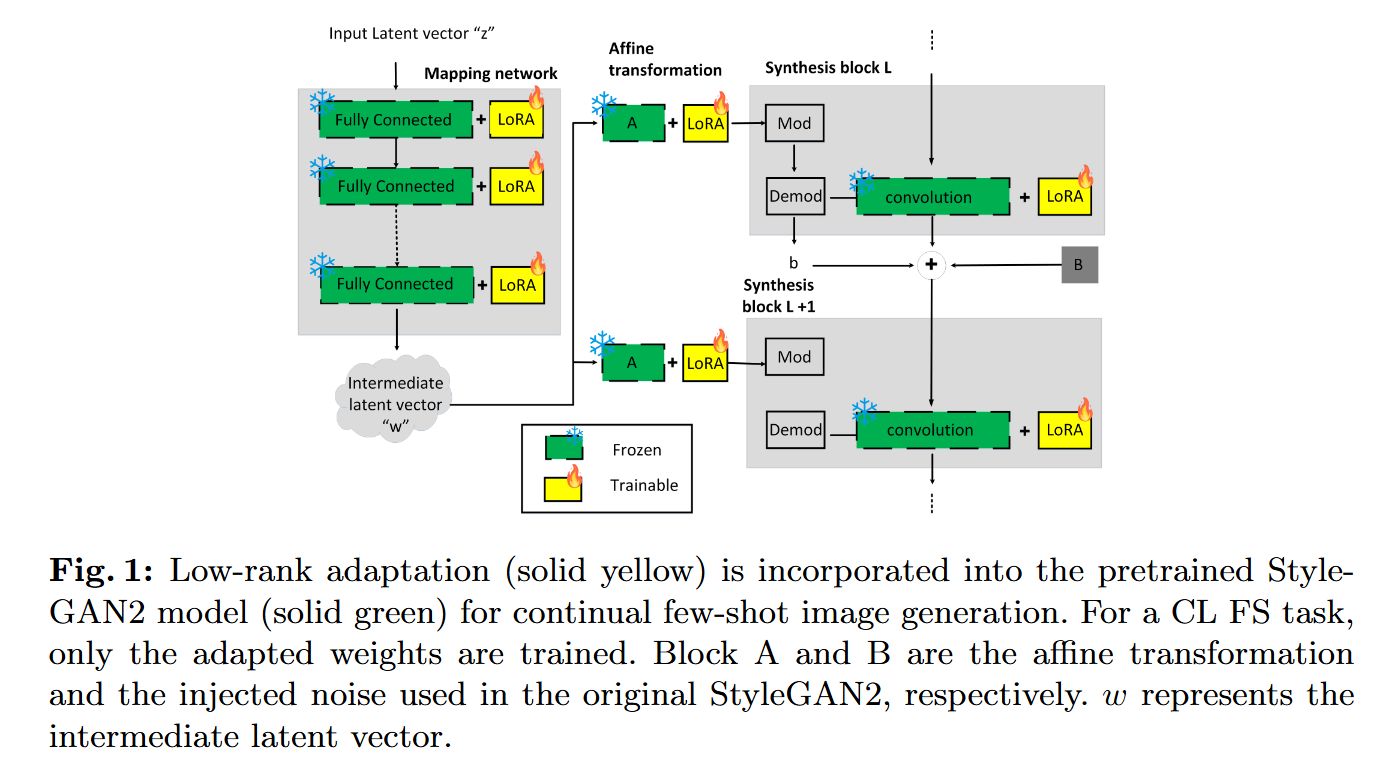 Input Latent vector “z”
Mapping network
Fully Connected + LoRA
Fully Connected + LoRA
Fully Connected + LoRA
Intermediate
latent vector
“w”
Affine
transformation
A + LoRA
A + LoRA
Synthesis block L
Mod
Demod
convolution + LoRA
b
+
B
Synthesis
block L +1
Mod
Demod
convolution + LoRA
Frozen
Trainable
Fig. 1: Low-rank adaptation (solid yellow) is incorporated into the pretrained Style-
GAN2 model (solid green) for continual few-shot image generation. For a CL FS task,
only the adapted weights are trained. Block A and B are the affine transformation
and the injected noise used in the original StyleGAN2, respectively. w represents the
intermediate latent vector.